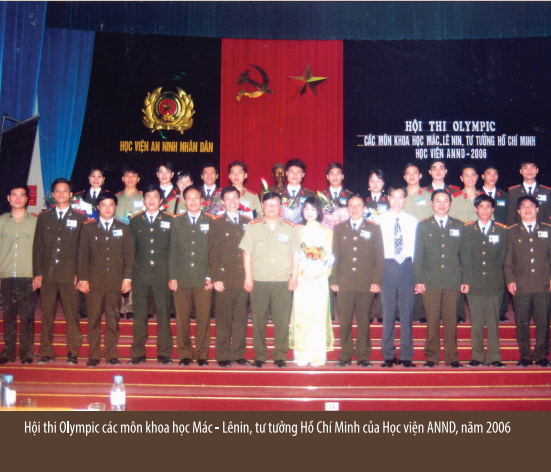 HỌC VIỆN AN NINH NHÂN DÂN
HỘI THI OLYMPIC
CÁC MÔN KHOA HỌC MÁC, LÊ NIN, TƯ TƯỞNG HỒ CHÍ MINH
HỌC VIỆN ANND - 2006
Hội thi Olympic các môn khoa học Mác - Lênin, tư tưởng Hồ Chí Minh của Học viện ANND, năm 2006